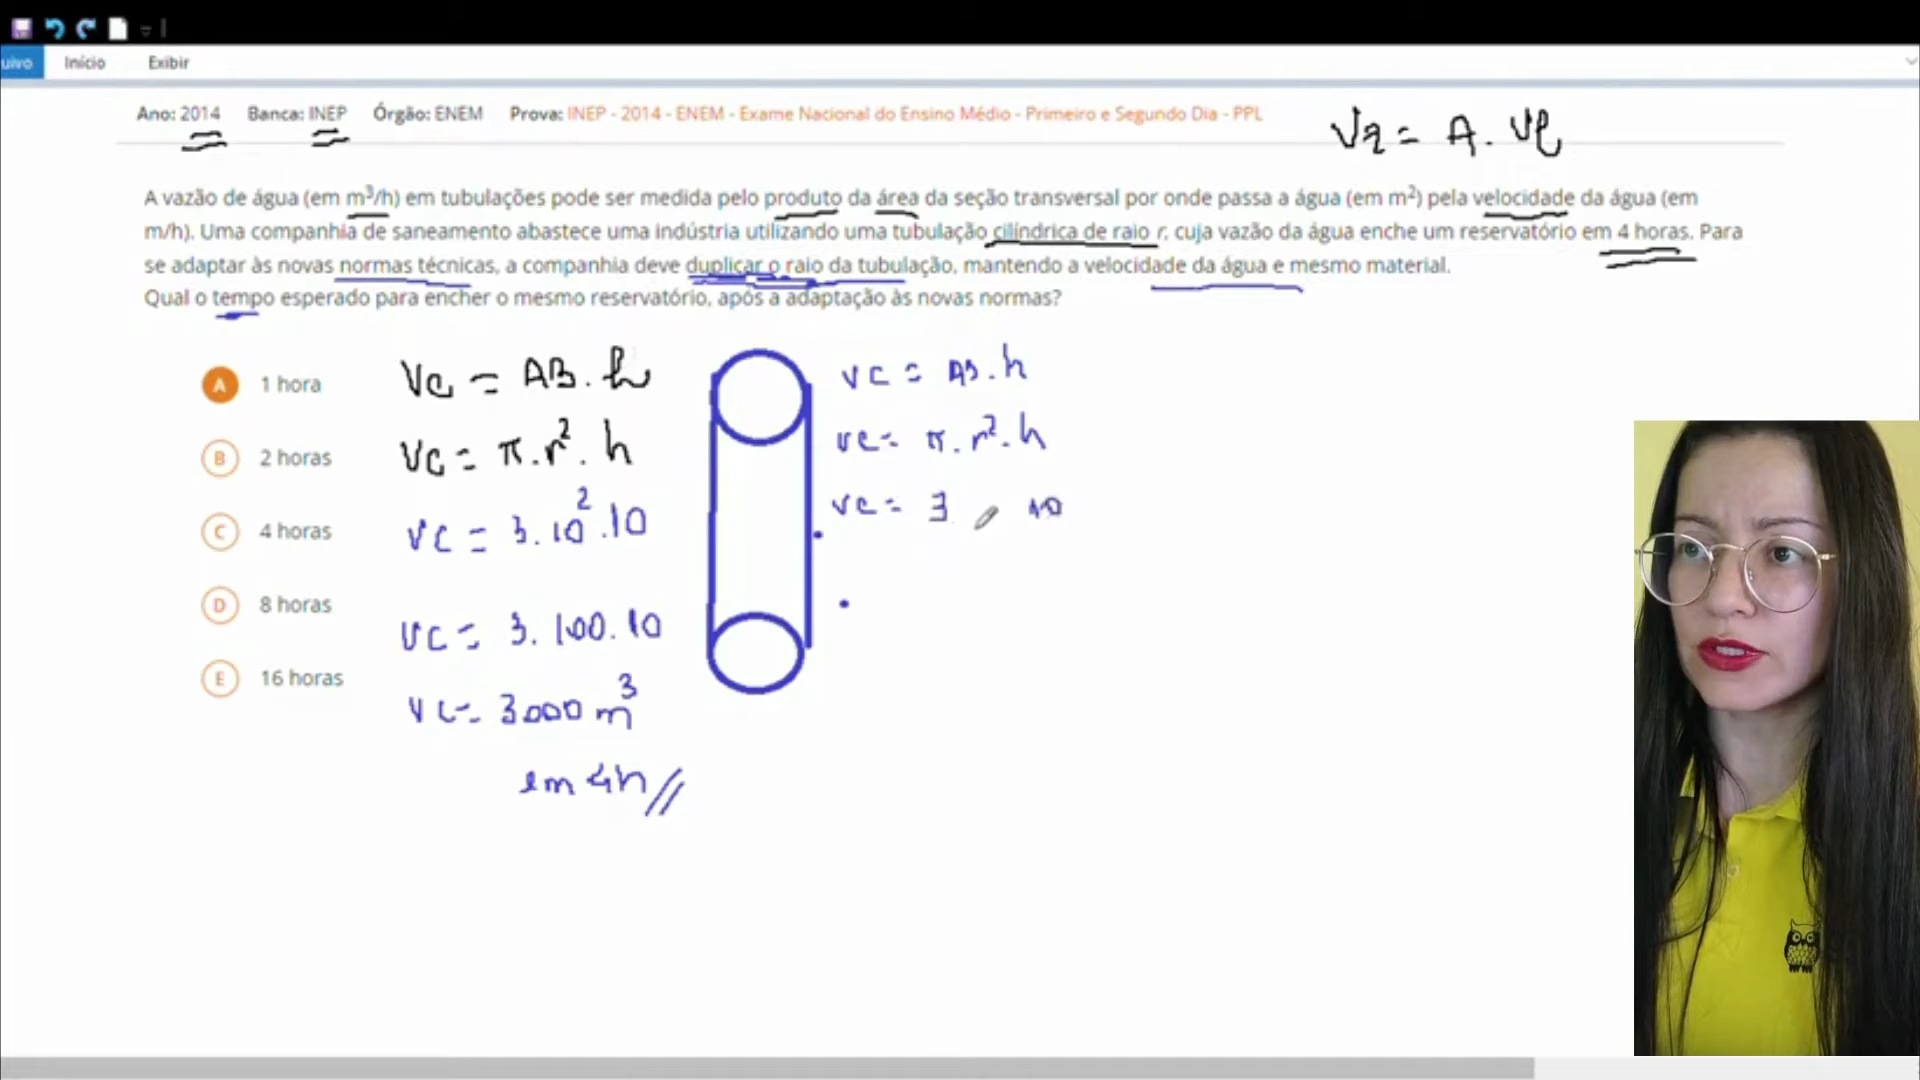 uivo Início Exibir
Ano: 2014 Banca: INEP Órgão: ENEM Prova: INEP - 2014 - ENEM - Exame Nacional do Ensino Médio - Primeiro e Segundo Dia - PPL
Vz = A. Vl
A vazão de água (em m³/h) em tubulações pode ser medida pelo produto da área da seção transversal por onde passa a água (em m²) pela velocidade da água (em
m/h). Uma companhia de saneamento abastece uma indústria utilizando uma tubulação cilíndrica de raio r, cuja vazão da água enche um reservatório em 4 horas. Para
se adaptar às novas normas técnicas, a companhia deve duplicar o raio da tubulação, mantendo a velocidade da água e mesmo material.
Qual o tempo esperado para encher o mesmo reservatório, após a adaptação às novas normas?
A 1 hora
B 2 horas
C 4 horas
D 8 horas
E 16 horas
Vc = AB. h
Vc = π.r². h
Vc = 3.10².10
Vc = 3.100.10
Vc = 3000 m³
em 4h //
Vc = AB.h
Vc = π.r².h
Vc = 3 10